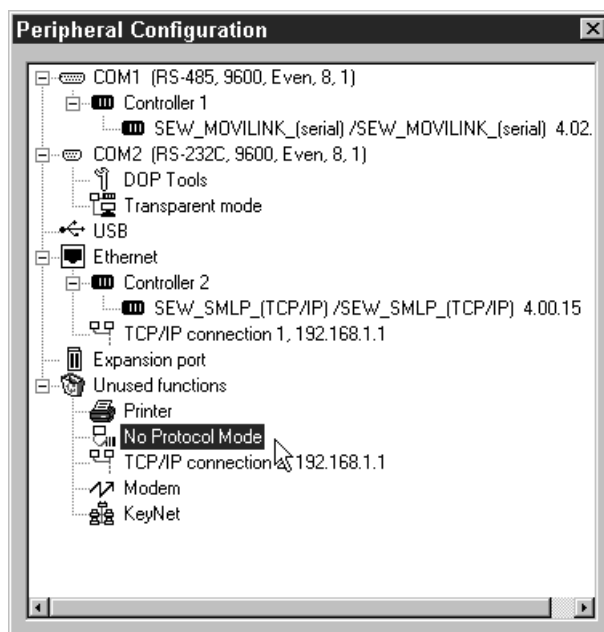 Peripheral Configuration
COM1 (RS-485, 9600, Even, 8, 1)
Controller 1
SEW_MOVILINK_(serial) /SEW_MOVILINK_(serial) 4.02.
COM2 (RS-232C, 9600, Even, 8, 1)
DOP Tools
Transparent mode
USB
Ethernet
Controller 2
SEW_SMLP_(TCP/IP) /SEW_SMLP_(TCP/IP) 4.00.15
TCP/IP connection 1, 192.168.1.1
Expansion port
Unused functions
Printer
No Protocol Mode
TCP/IP connection 192.168.1.1
Modem
KeyNet